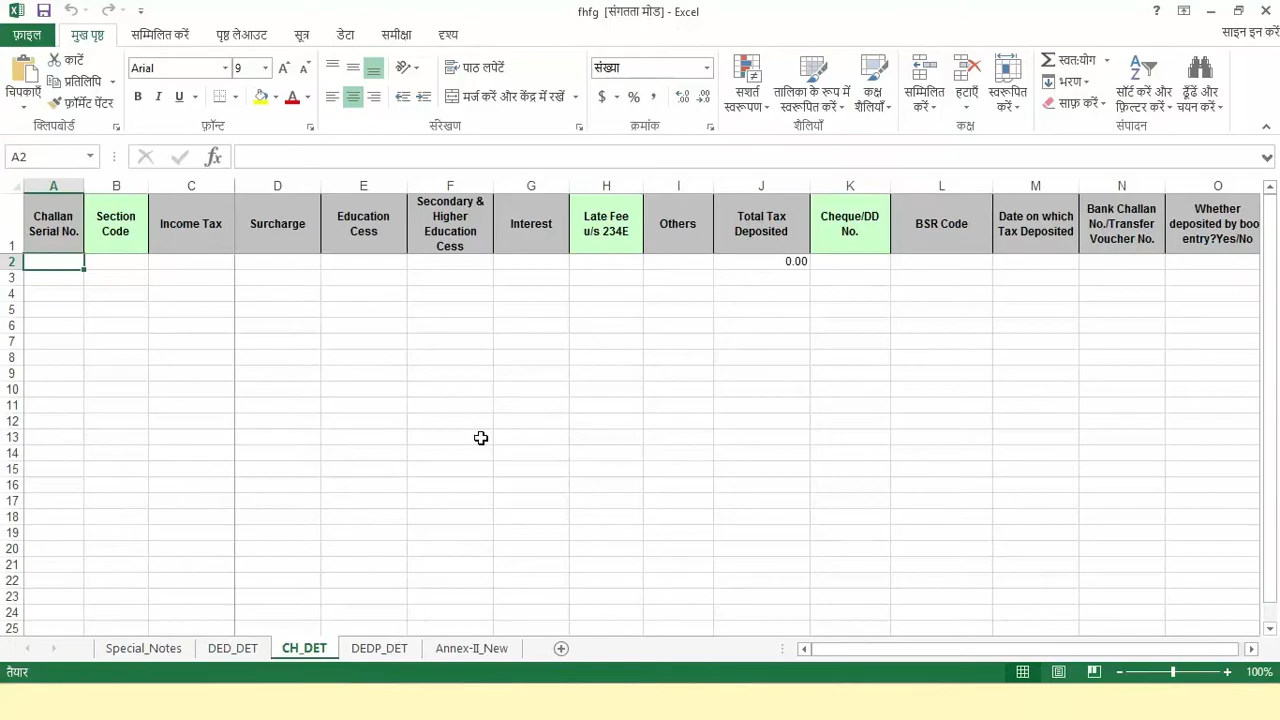 fhfg [संगतता मोड] - Excel
?
फ़ाइल मुख पृष्ठ सम्मिलित करें पृष्ठ लेआउट सूत्र डेटा समीक्षा दृश्य साइन इन करें
चिपकाएँ
काटें
प्रतिलिपि
फ़ॉर्मेट पेंटर
क्लिपबोर्ड
Arial 9
B I U
फ़ॉन्ट
पाठ लपेटें
मर्ज करें और केंद्र में रखें
संरेखण
संख्या
$ % ,
क्रमांक
सशर्त
स्वरूपण
तालिका के रूप में
स्वरूपित करें
कक्ष
शैलियाँ
शैलियाँ
सम्मिलित
करें
हटाएँ
स्वरूपित
करें
कक्ष
स्वतःयोग
भरण
साफ़ करें
सॉर्ट करें और
फ़िल्टर करें
ढूँढें और
चयन करें
संपादन
A2
fx
A B C D E F G H I J K L M N O
1
Challan
Serial No.
Section
Code
Income Tax
Surcharge
Education
Cess
Secondary &
Higher
Education
Cess
Interest
Late Fee
u/s 234E
Others
Total Tax
Deposited
Cheque/DD
No.
BSR Code
Date on which
Tax Deposited
Bank Challan
No./Transfer
Voucher No.
Whether
deposited by boo
entry?Yes/No
2 0.00
3
4
5
6
7
8
9
10
11
12
13
14
15
16
17
18
19
20
21
22
23
24
25
Special_Notes DED_DET CH_DET DEDP_DET Annex-II_New
तैयार 100%